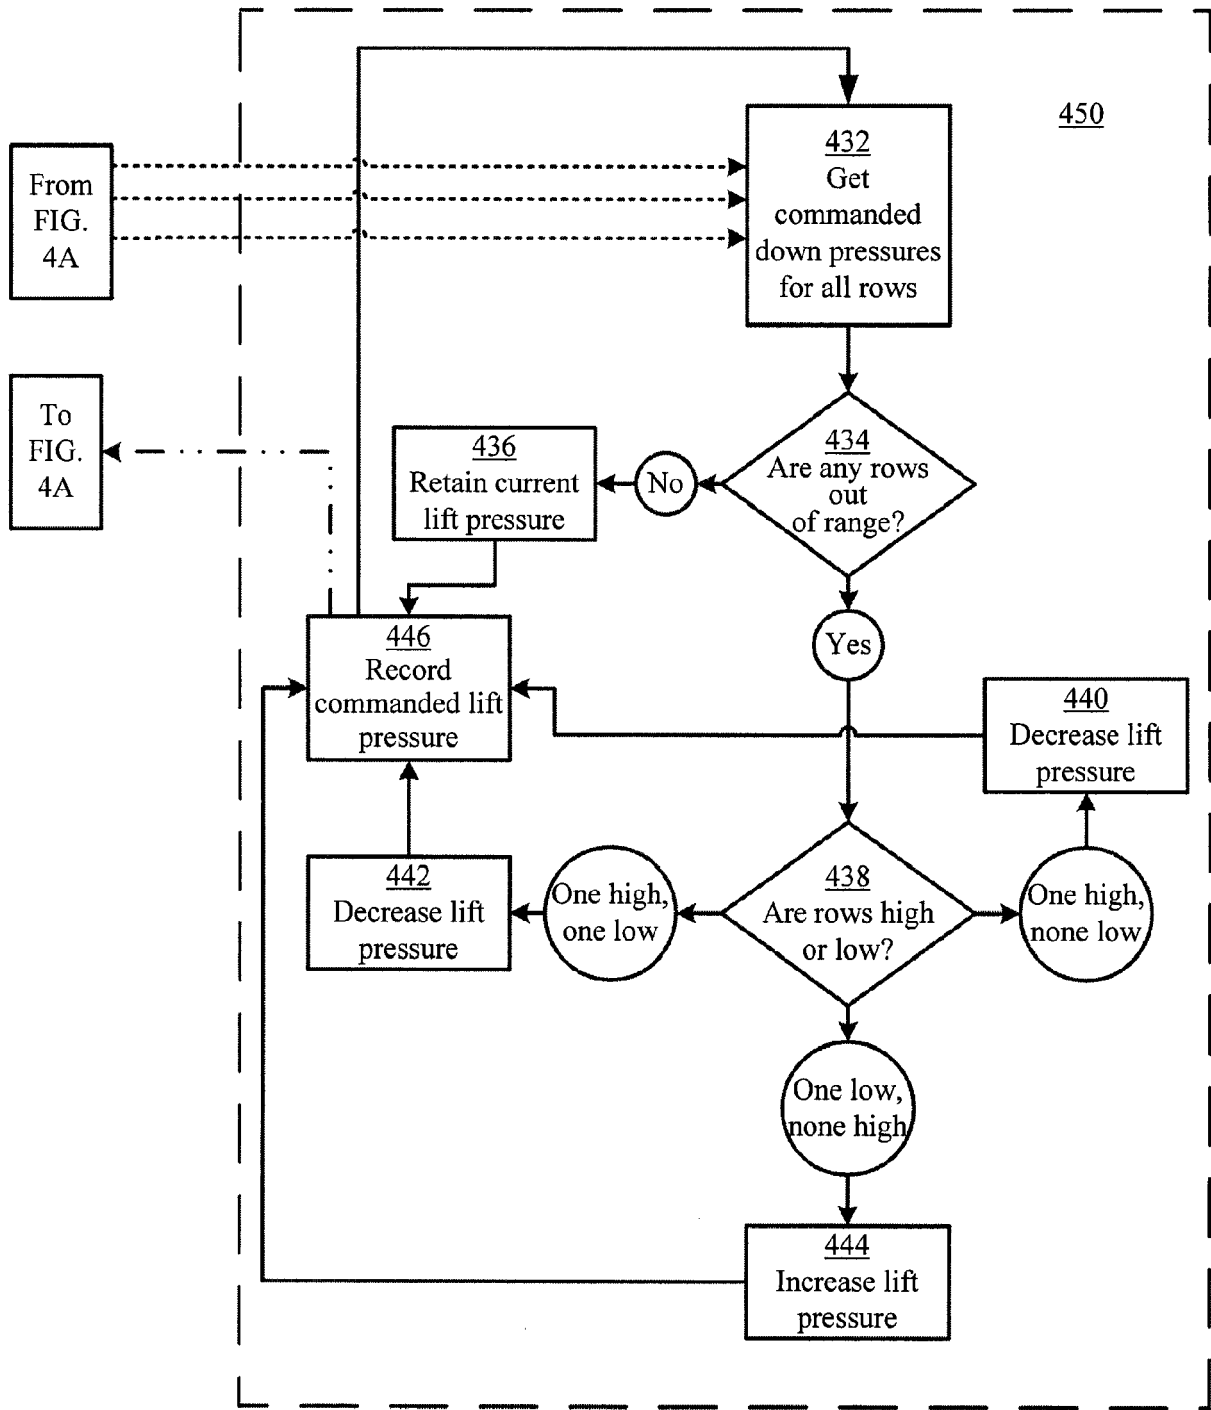 450
432
Get
commanded
down pressures
for all rows
From
FIG.
4A
To
FIG.
4A
434
Are any rows
out
of range?
No
436
Retain current
lift pressure
Yes
446
Record
commanded lift
pressure
440
Decrease lift
pressure
442
Decrease lift
pressure
One high,
one low
438
Are rows high
or low?
One high,
none low
One low,
none high
444
Increase lift
pressure